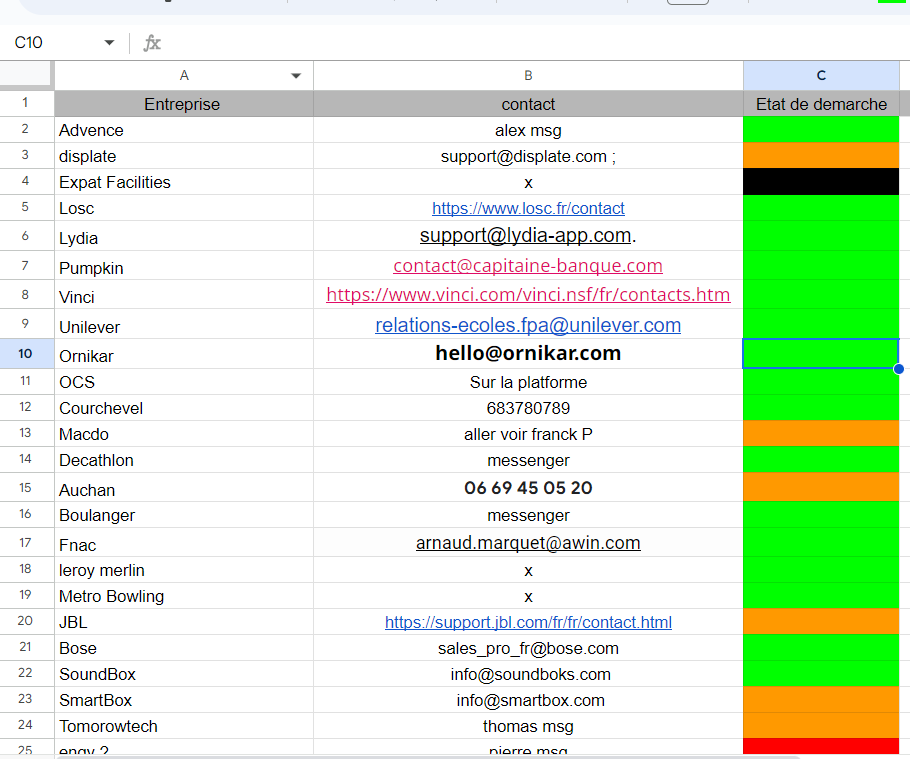 C10 fx
A B C
1 Entreprise contact Etat de demarche
2 Advence alex msg
3 displate support@displate.com ;
4 Expat Facilities x
5 Losc https://www.losc.fr/contact
6 Lydia support@lydia-app.com.
7 Pumpkin contact@capitaine-banque.com
8 Vinci https://www.vinci.com/vinci.nsf/fr/contacts.htm
9 Unilever relations-ecoles.fpa@unilever.com
10 Ornikar hello@ornikar.com
11 OCS Sur la platforme
12 Courchevel 683780789
13 Macdo aller voir franck P
14 Decathlon messenger
15 Auchan 06 69 45 05 20
16 Boulanger messenger
17 Fnac arnaud.marquet@awin.com
18 leroy merlin x
19 Metro Bowling x
20 JBL https://support.jbl.com/fr/fr/contact.html
21 Bose sales_pro_fr@bose.com
22 SoundBox info@soundboks.com
23 SmartBox info@smartbox.com
24 Tomorowtech thomas msg
25 pierre msg